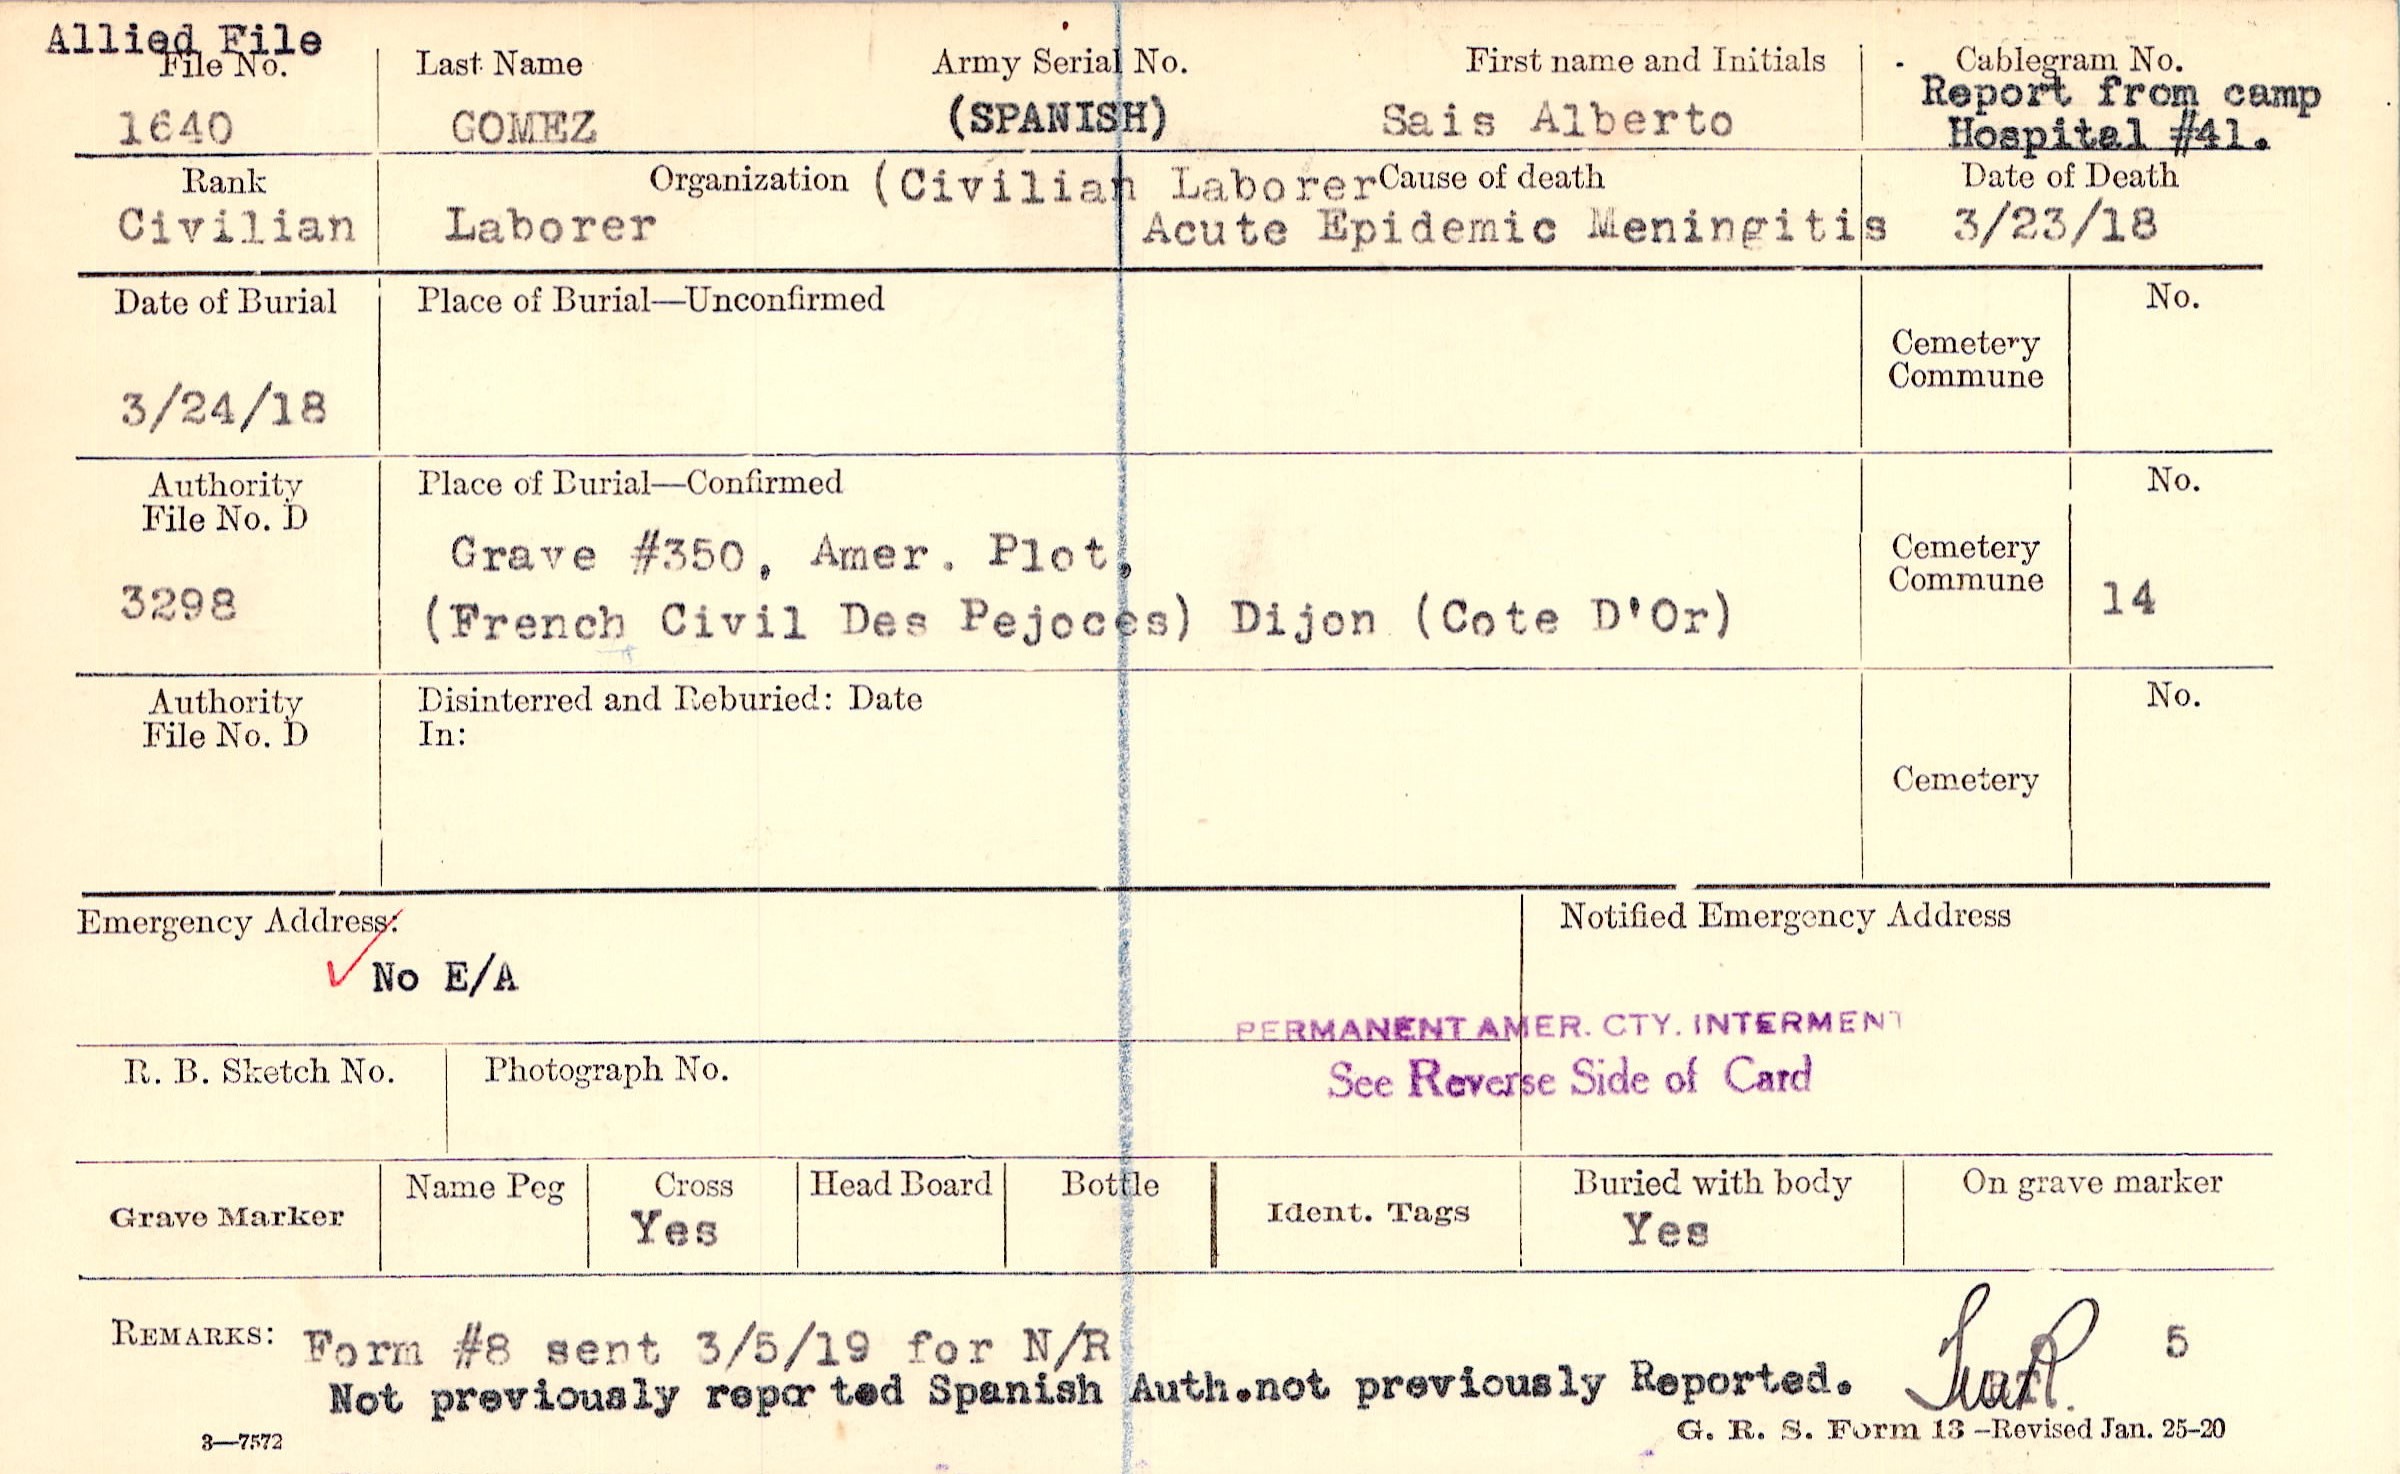 Allied File
File No. Last Name Army Serial No. First name and Initials Cablegram No.
Report from camp
1640 GOMEZ (SPANISH) Sais Alberto Hospital #41.
Rank Organization (Civilian Laborer Cause of death Date of Death
Civilian Laborer Acute Epidemic Meningitis 3/23/18
Date of Burial Place of Burial—Unconfirmed No.
Cemetery
Commune
3/24/18
Authority Place of Burial—Confirmed No.
File No. D
Grave #350, Amer. Plot, Cemetery
Commune
3298 (French Civil Des Pejoces) Dijon (Cote D'Or) 14
Authority Disinterred and Reburied: Date No.
File No. D In:
Cemetery
Emergency Address: Notified Emergency Address
No E/A
PERMANENT AMER. CTY. INTERMENT
R. B. Sketch No. Photograph No. See Reverse Side of Card
Grave Marker Name Peg Cross Head Board Bottle Ident. Tags Buried with body On grave marker
Yes Yes
REMARKS: Form #8 sent 3/5/19 for N/R 5
Not previously reported Spanish Auth.not previously Reported.
3—7572 G. R. S. Form 13 —Revised Jan. 25-20